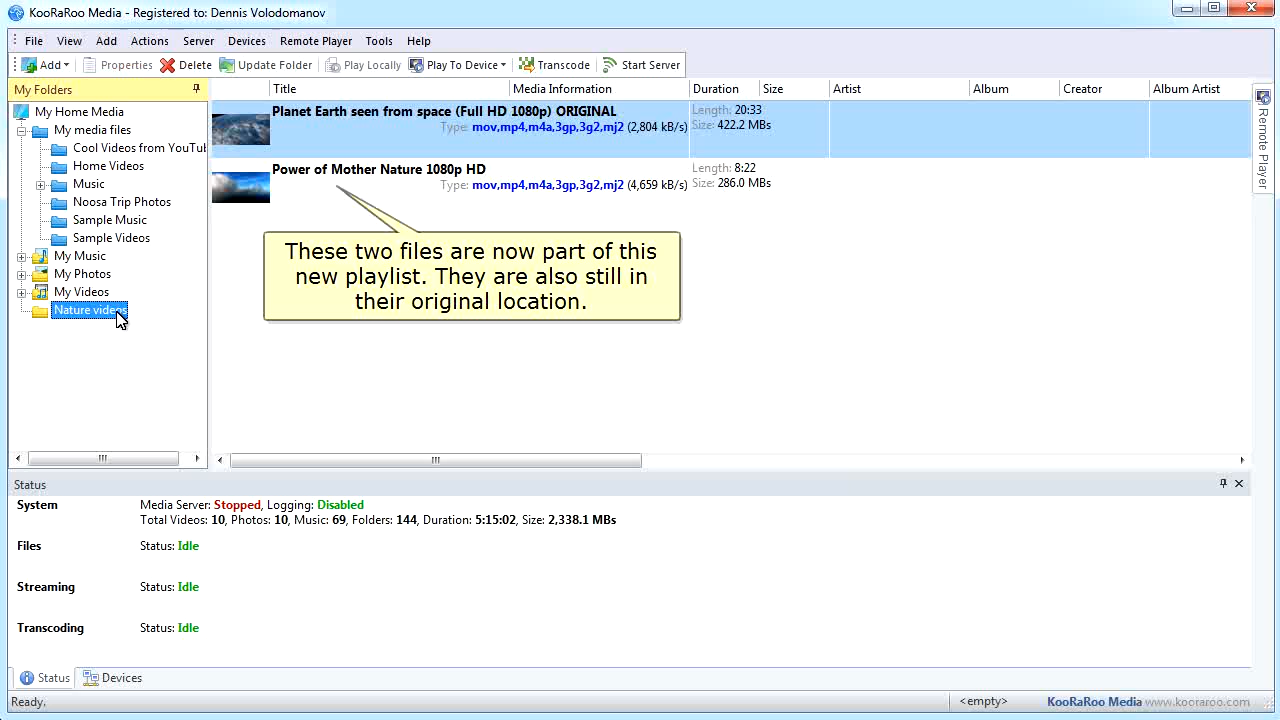 KooRaRoo Media - Registered to: Dennis Volodomanov
File View Add Actions Server Devices Remote Player Tools Help
Add Properties Delete Update Folder Play Locally Play To Device Transcode Start Server
My Folders
Title Media Information Duration Size Artist Album Creator Album Artist
My Home Media
My media files
Cool Videos from YouTub
Home Videos
Music
Noosa Trip Photos
Sample Music
Sample Videos
My Music
My Photos
My Videos
Nature videos
Planet Earth seen from space (Full HD 1080p) ORIGINAL
Length: 20:33
Type: mov,mp4,m4a,3gp,3g2,mj2 (2,804 kB/s)
Size: 422.2 MBs
Power of Mother Nature 1080p HD
Length: 8:22
Type: mov,mp4,m4a,3gp,3g2,mj2 (4,659 kB/s)
Size: 286.0 MBs
These two files are now part of this
new playlist. They are also still in
their original location.
Remote Player
Status
System Media Server: Stopped, Logging: Disabled
Total Videos: 10, Photos: 10, Music: 69, Folders: 144, Duration: 5:15:02, Size: 2,338.1 MBs
Files Status: Idle
Streaming Status: Idle
Transcoding Status: Idle
Status Devices
Ready, <empty> KooRaRoo Media www.kooraroo.com